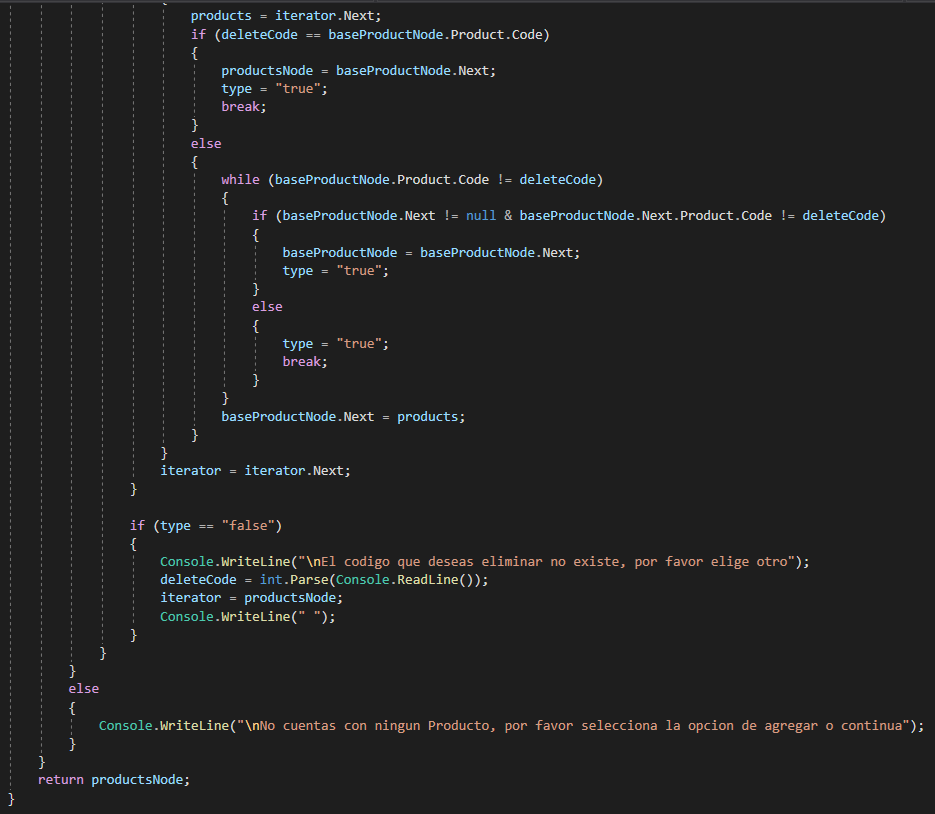 {
products = iterator.Next;
if (deleteCode == baseProductNode.Product.Code)
{
productsNode = baseProductNode.Next;
type = "true";
break;
}
else
{
while (baseProductNode.Product.Code != deleteCode)
{
if (baseProductNode.Next != null & baseProductNode.Next.Product.Code != deleteCode)
{
baseProductNode = baseProductNode.Next;
type = "true";
}
else
{
type = "true";
break;
}
}
baseProductNode.Next = products;
}
}
iterator = iterator.Next;
}
if (type == "false")
{
Console.WriteLine("\nEl codigo que deseas eliminar no existe, por favor elige otro");
deleteCode = int.Parse(Console.ReadLine());
iterator = productsNode;
Console.WriteLine(" ");
}
}
}
else
{
Console.WriteLine("\nNo cuentas con ningun Producto, por favor selecciona la opcion de agregar o continua");
}
}
return productsNode;
}